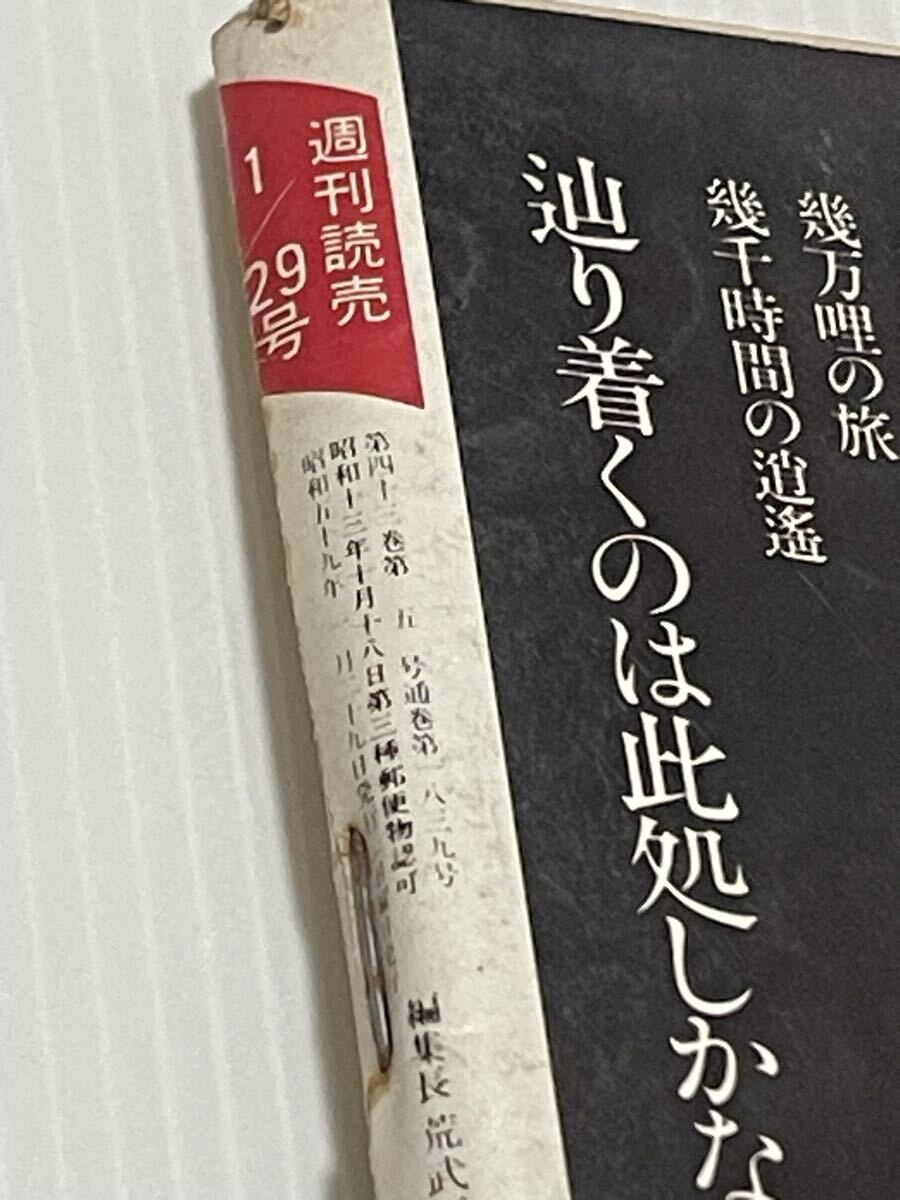 週刊読売
1/29号
第四十三巻第五号通巻第一八三九号
昭和十三年十月十八日第三種郵便物認可
昭和五十九年一月二十九日発行
編集長 荒武
幾万哩の旅
幾千時間の逍遙
辿り着くのは此処しかな